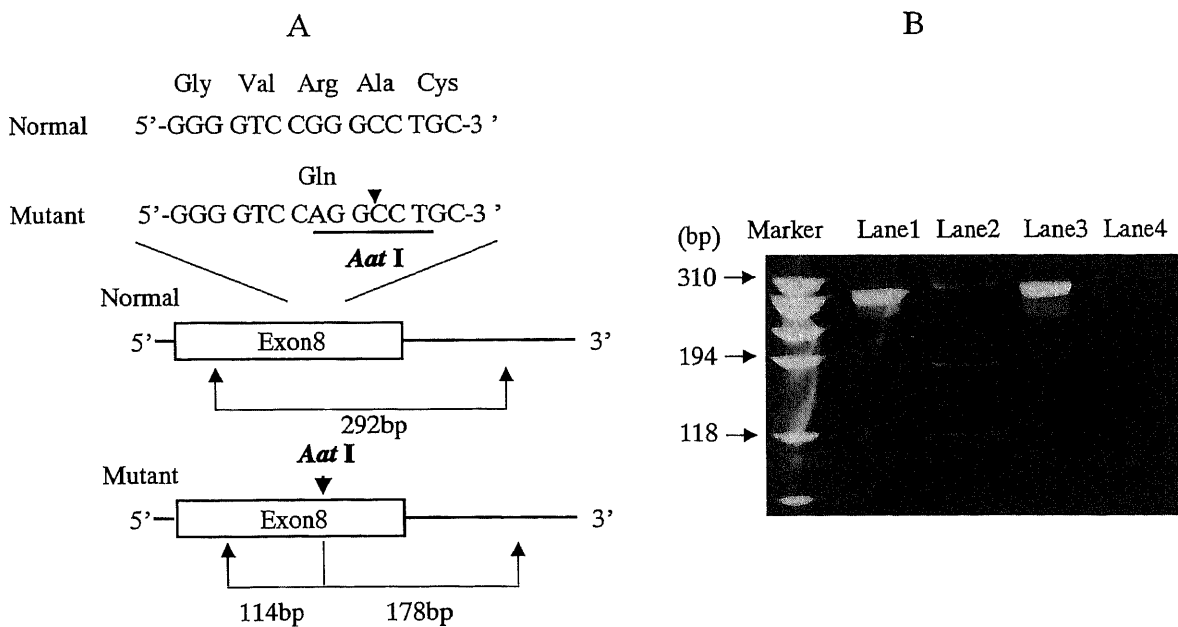 A
Gly Val Arg Ala Cys
Normal 5’-GGG GTC CGG GCC TGC-3 ’
Gln
Mutant 5’-GGG GTC CAGG GCC TGC-3 ’
Aat I
Normal
5’ Exon8 3’
292bp
Aat I
Mutant
5’ Exon8 3’
114bp 178bp
B
(bp) Marker Lane1 Lane2 Lane3 Lane4
310
194
118